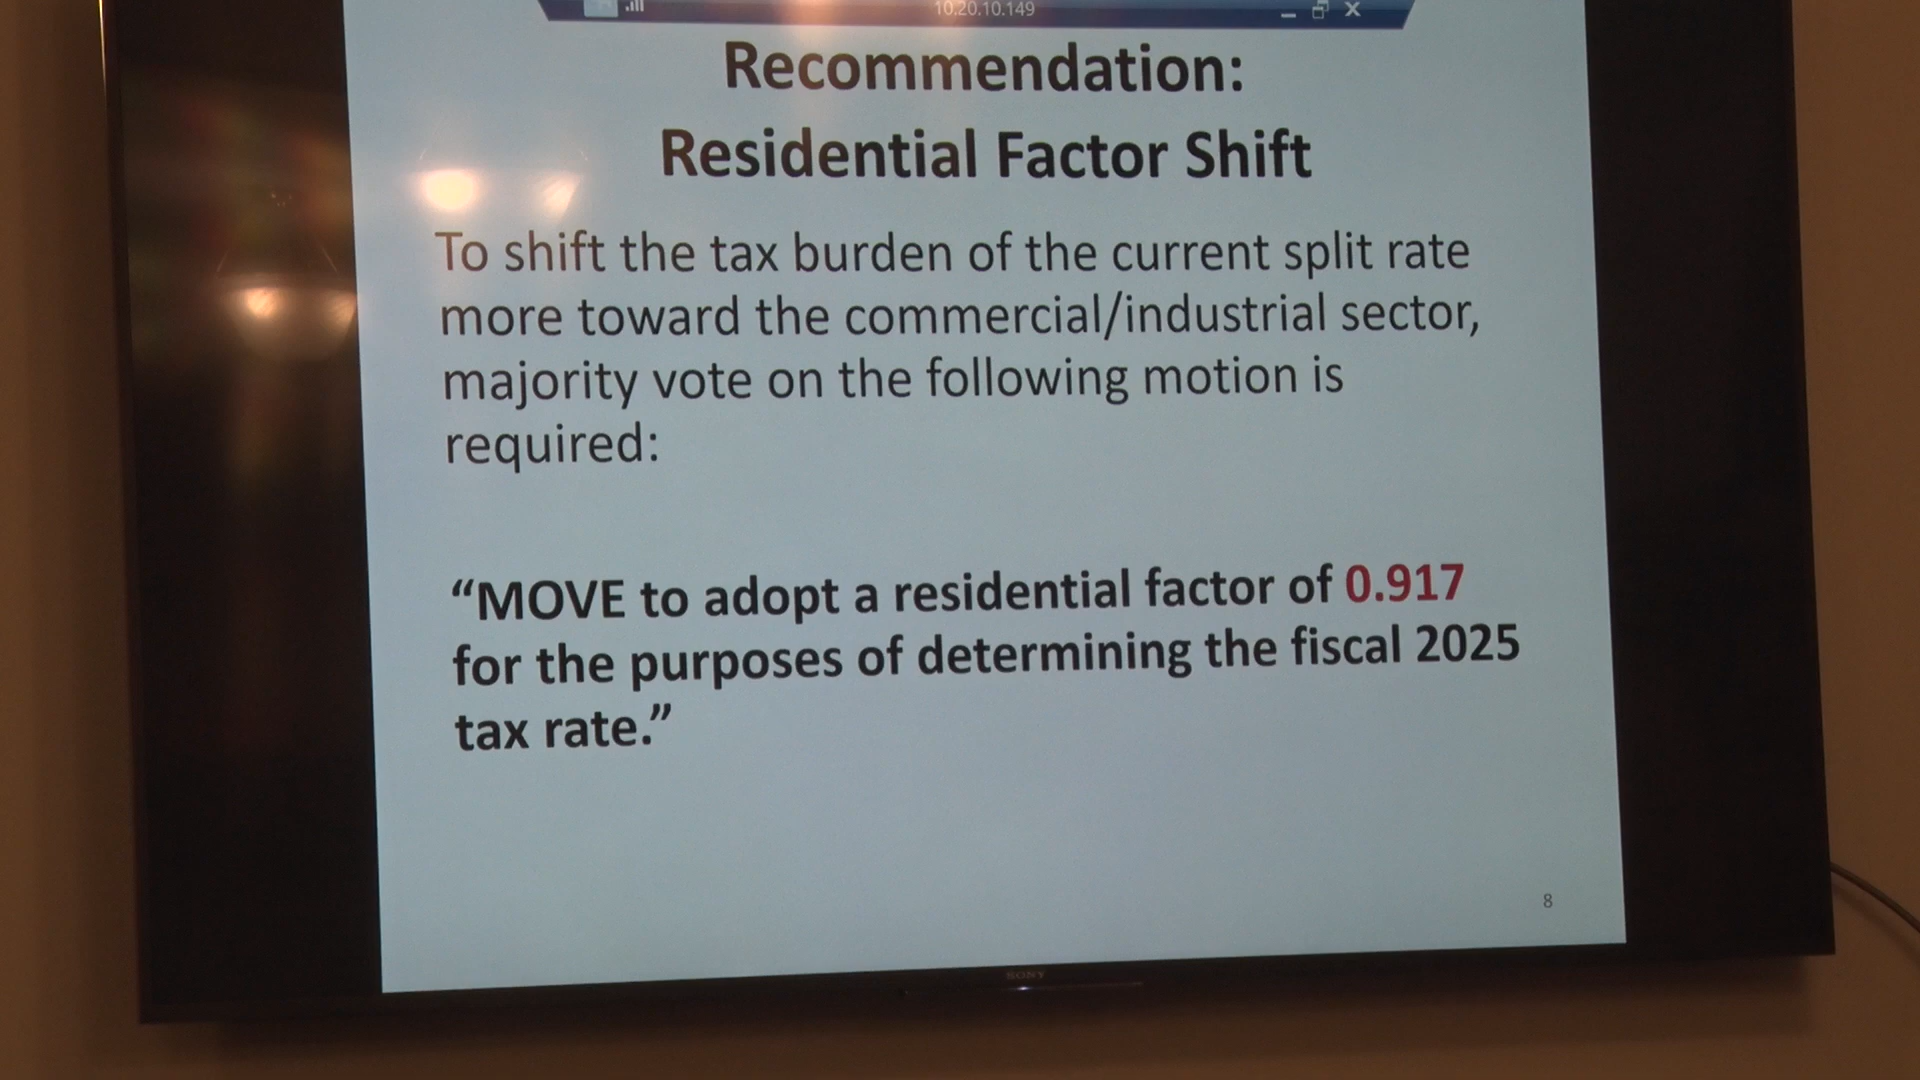 10.20.10.149
Recommendation:
Residential Factor Shift
To shift the tax burden of the current split rate
more toward the commercial/industrial sector,
majority vote on the following motion is
required:
“MOVE to adopt a residential factor of 0.917
for the purposes of determining the fiscal 2025
tax rate.”
8
SONY